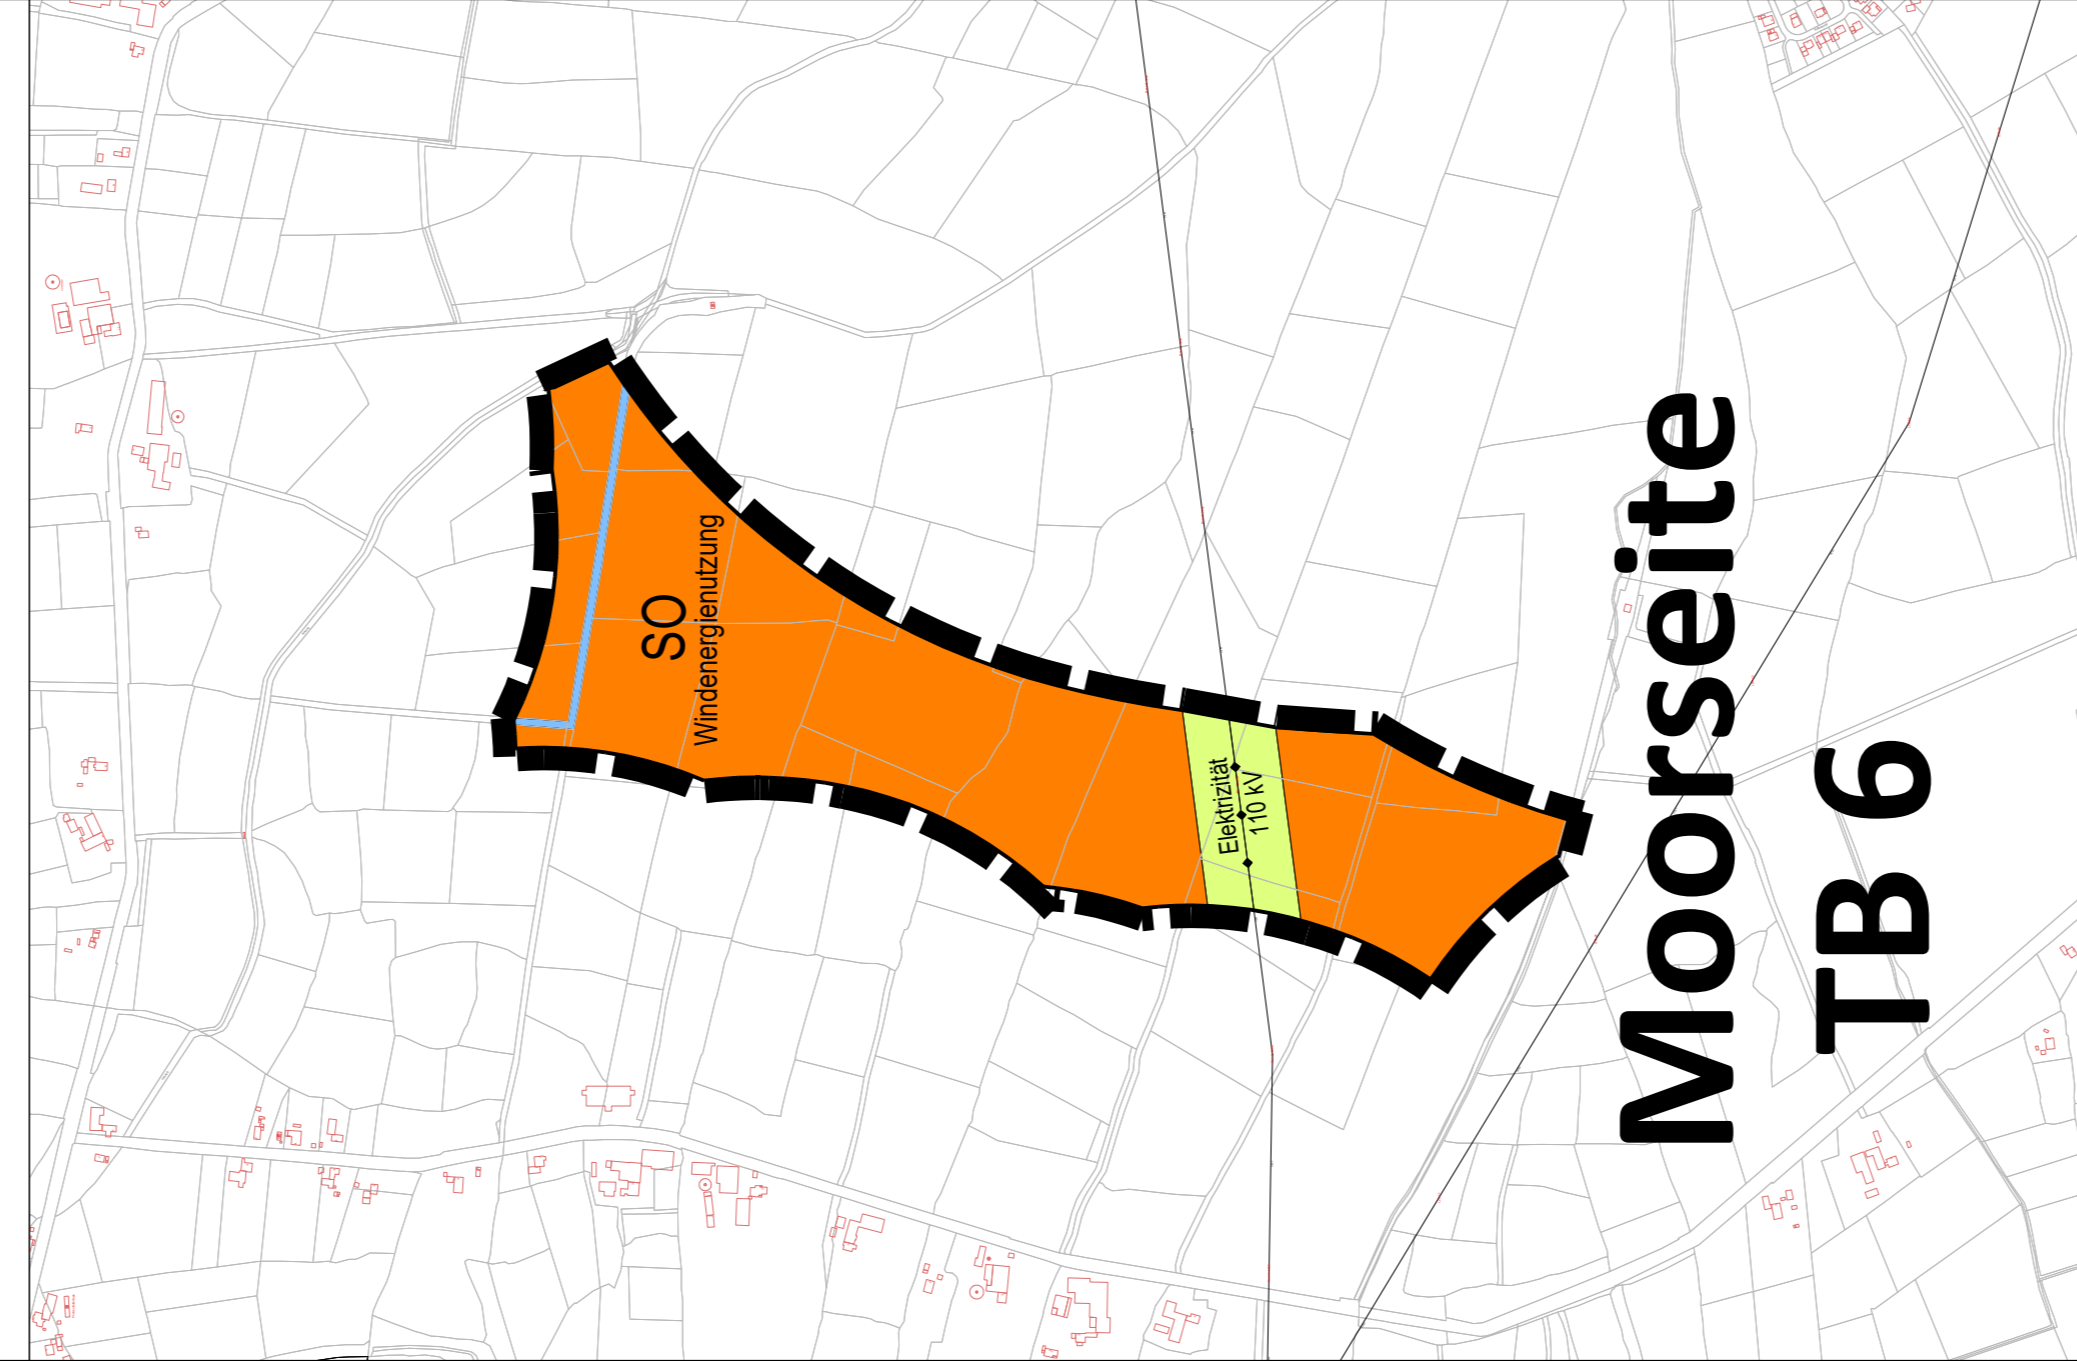 SO
Windenergienutzung
Elektrizität
110 kV
Moorseite
TB 6